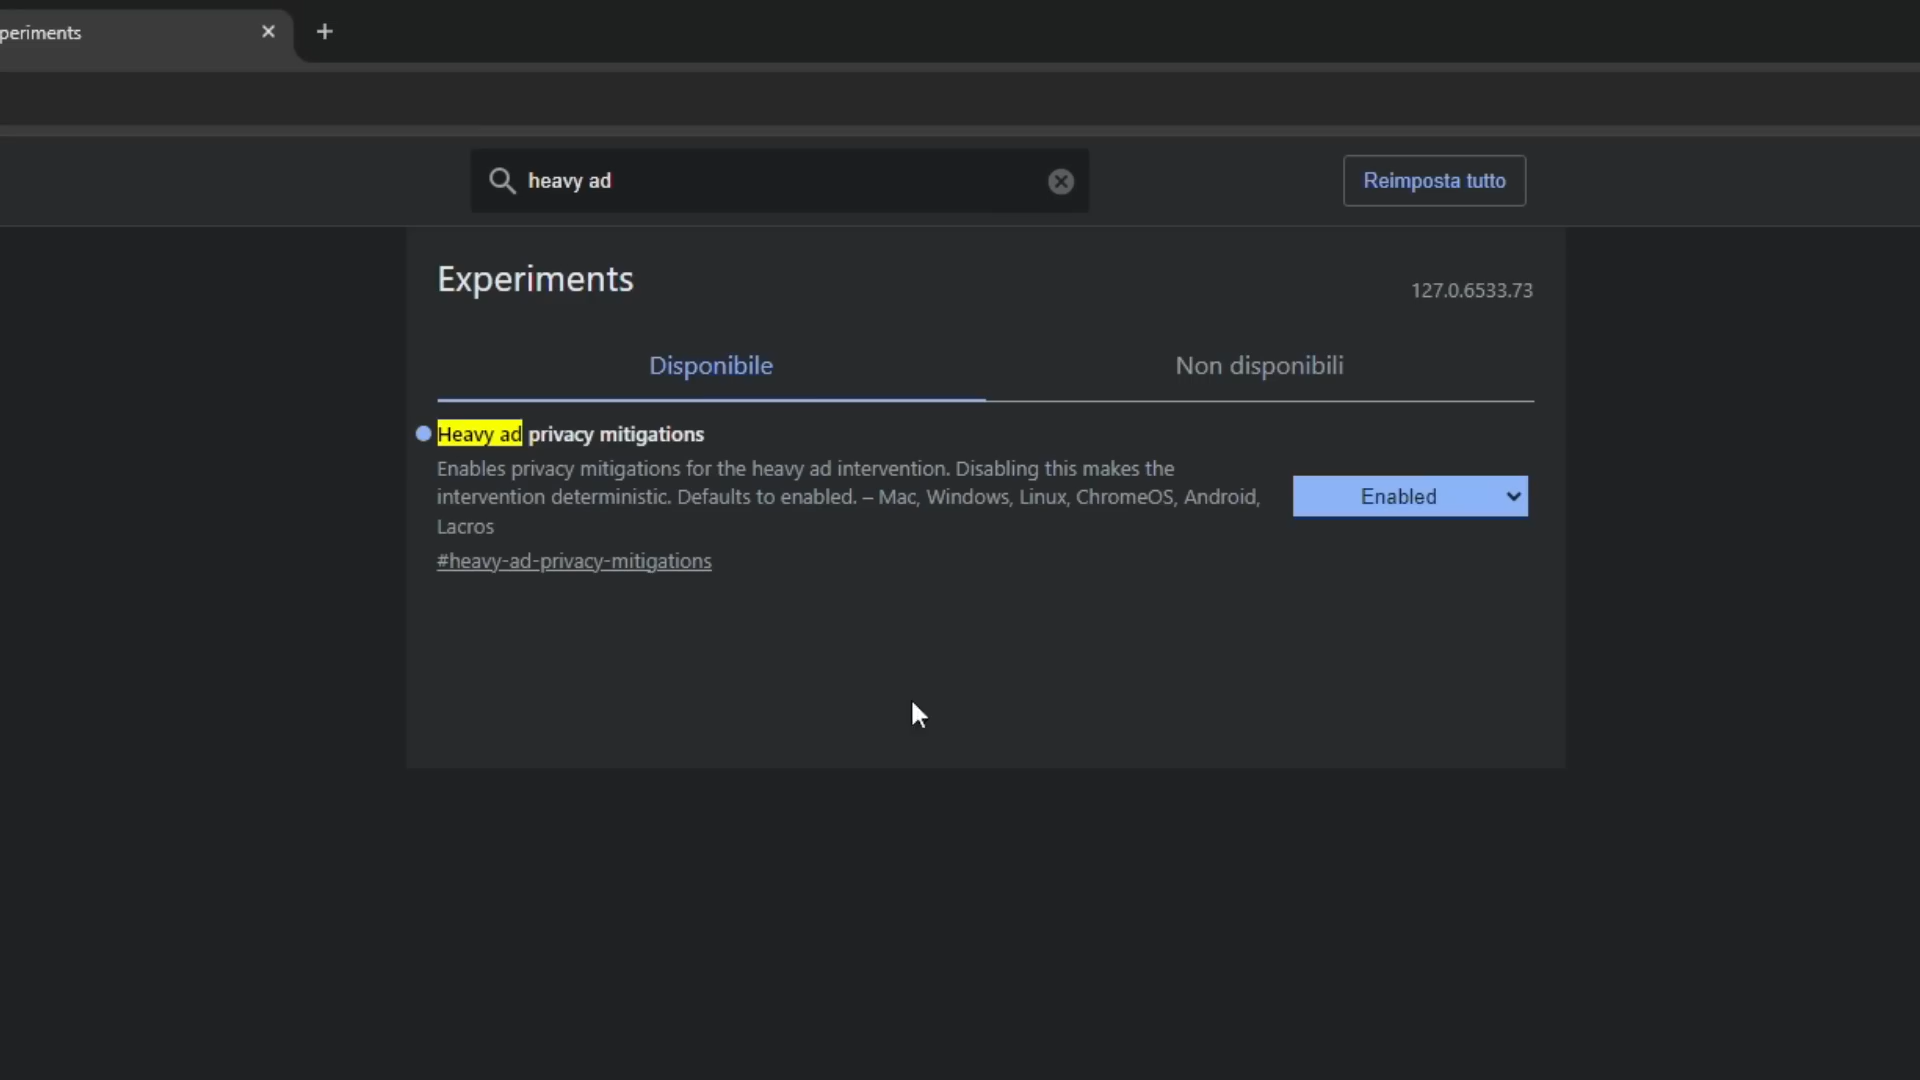 periments
heavy ad
Reimposta tutto
Experiments
127.0.6533.73
Disponibile
Non disponibili
Heavy ad privacy mitigations
Enables privacy mitigations for the heavy ad intervention. Disabling this makes the
intervention deterministic. Defaults to enabled. – Mac, Windows, Linux, ChromeOS, Android,
Lacros
Enabled
#heavy-ad-privacy-mitigations